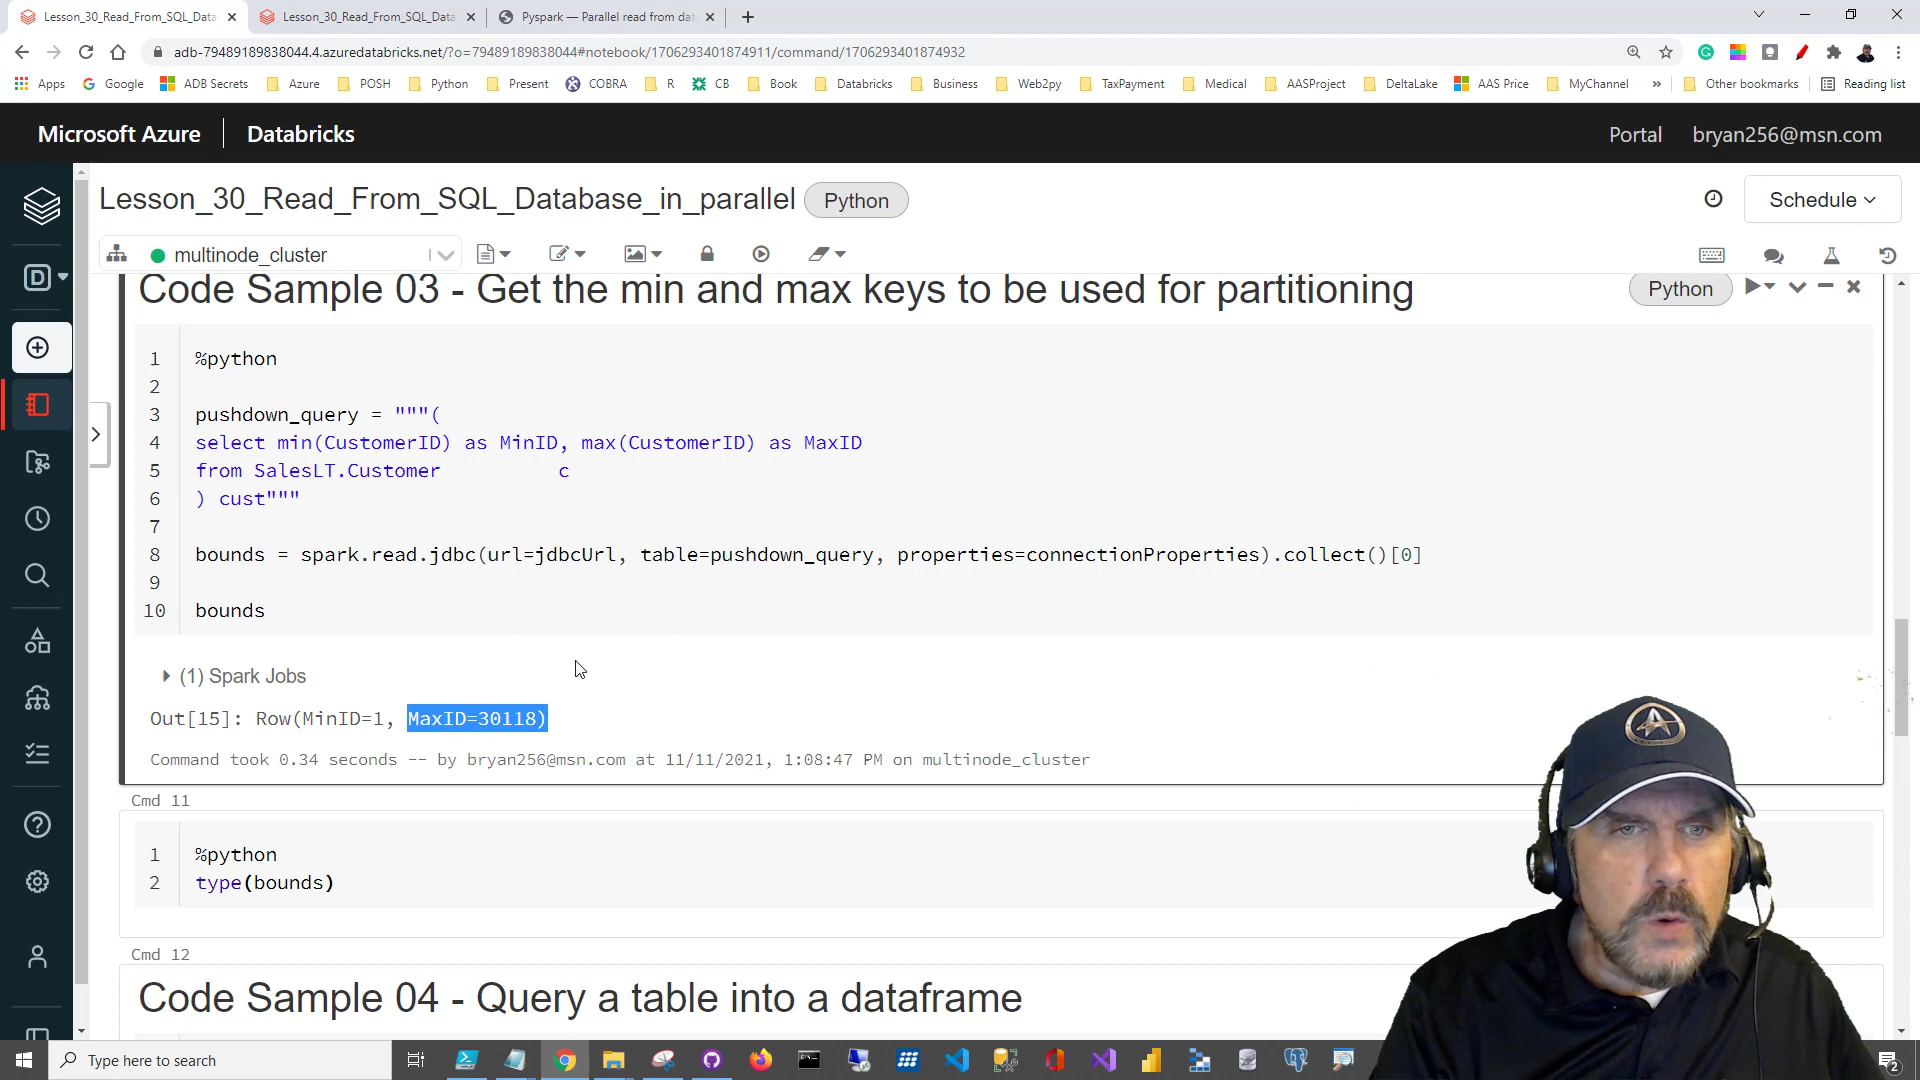 Lesson_30_Read_From_SQL_Data
Lesson_30_Read_From_SQL_Data
Pyspark — Parallel read from dat
adb-79489189838044.4.azuredatabricks.net/?o=79489189838044#notebook/1706293401874911/command/1706293401874932
Apps Google ADB Secrets Azure POSH Python Present COBRA R CB Book Databricks Business Web2py TaxPayment Medical AASProject DeltaLake AAS Price MyChannel » Other bookmarks Reading list
Microsoft Azure Databricks Portal bryan256@msn.com
Lesson_30_Read_From_SQL_Database_in_parallel Python Schedule
D multinode_cluster
Code Sample 03 - Get the min and max keys to be used for partitioning Python
1 %python
2
3 pushdown_query = """(
4 select min(CustomerID) as MinID, max(CustomerID) as MaxID
5 from SalesLT.Customer c
6 ) cust"""
7
8 bounds = spark.read.jdbc(url=jdbcUrl, table=pushdown_query, properties=connectionProperties).collect()[0]
9
10 bounds
(1) Spark Jobs
Out[15]: Row(MinID=1, MaxID=30118)
Command took 0.34 seconds -- by bryan256@msn.com at 11/11/2021, 1:08:47 PM on multinode_cluster
Cmd 11
1 %python
2 type(bounds)
Cmd 12
Code Sample 04 - Query a table into a dataframe
Type here to search
2